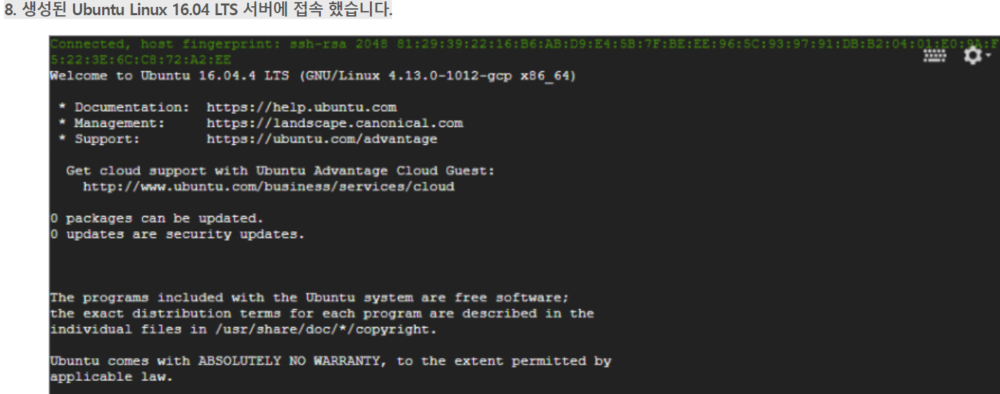 8. 생성된 Ubuntu Linux 16.04 LTS 서버에 접속 했습니다.
Connected, host fingerprint: ssh-rsa 2048 81:29:39:22:16:B6:AB:D9:E4:5B:7F:BE:EE:96:5C:93:97:91:DB:B2:04:01:E0:9A:F
5:22:3E:6C:C8:72:A2:EE
Welcome to Ubuntu 16.04.4 LTS (GNU/Linux 4.13.0-1012-gcp x86_64)
* Documentation: https://help.ubuntu.com
* Management: https://landscape.canonical.com
* Support: https://ubuntu.com/advantage
Get cloud support with Ubuntu Advantage Cloud Guest:
http://www.ubuntu.com/business/services/cloud
0 packages can be updated.
0 updates are security updates.
The programs included with the Ubuntu system are free software;
the exact distribution terms for each program are described in the
individual files in /usr/share/doc/*/copyright.
Ubuntu comes with ABSOLUTELY NO WARRANTY, to the extent permitted by
applicable law.